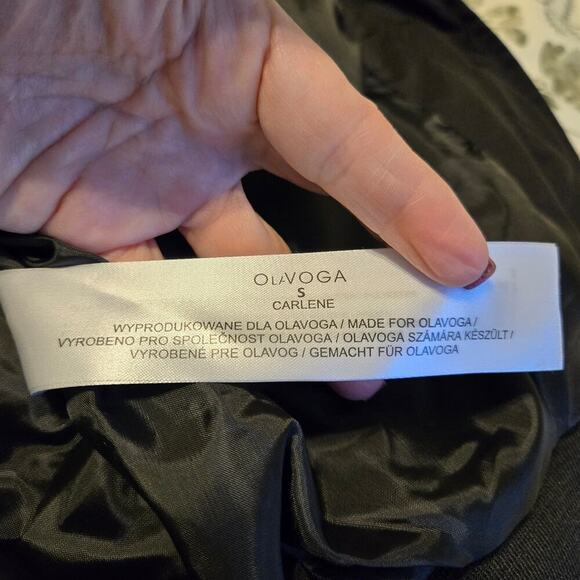 OLAVOGA
S
CARLENE
WYPRODUKOWANE DLA OLAVOGA / MADE FOR OLAVOGA /
VYROBENO PRO SPOLEČNOST OLAVOGA / OLAVOGA SZÁMÁRA KÉSZÜLT /
VYROBENÉ PRE OLAVOG / GEMACHT FÜR OLAVOGA